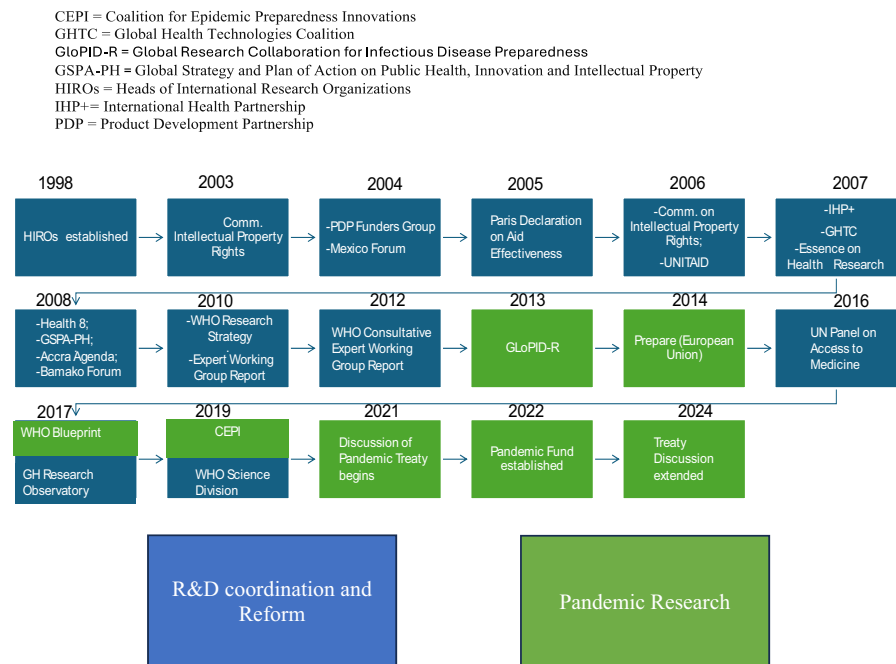 CEPI = Coalition for Epidemic Preparedness Innovations
GHTC = Global Health Technologies Coalition
GloPID-R = Global Research Collaboration for Infectious Disease Preparedness
GSPA-PH = Global Strategy and Plan of Action on Public Health, Innovation and Intellectual Property
HIROs = Heads of International Research Organizations
IHP+= International Health Partnership
PDP = Product Development Partnership
1998
HIROs established
2003
Comm.
Intellectual Property
Rights
2004
-PDP Funders Group
-Mexico Forum
2005
Paris Declaration
on Aid
Effectiveness
2006
-Comm. on
Intellectual Property
Rights;
-UNITAID
2007
-IHP+
-GHTC
-Essence on
Health Research
2008
-Health 8;
-GSPA-PH;
-Accra Agenda;
-Bamako Forum
2010
-WHO Research
Strategy
-Expert Working
Group Report
2012
WHO Consultative
Expert Working
Group Report
2013
GLoPID-R
2014
Prepare (European
Union)
2016
UN Panel on
Access to
Medicine
2017
WHO Blueprint
GH Research
Observatory
2019
CEPI
WHO Science
Division
2021
Discussion of
Pandemic Treaty
begins
2022
Pandemic Fund
established
2024
Treaty
Discussion
extended
R&D coordination and
Reform
Pandemic Research